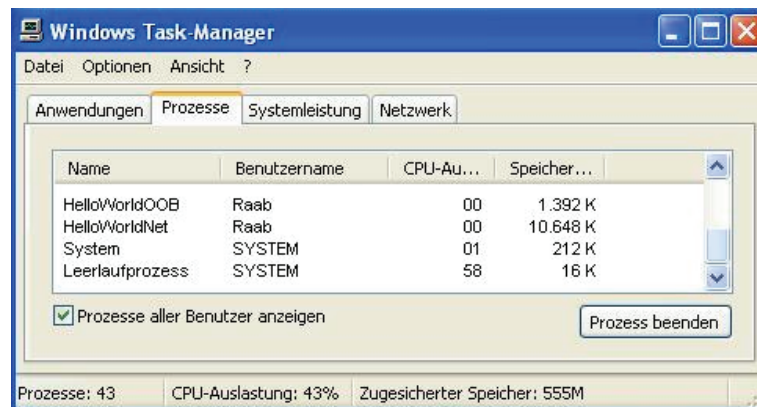 Windows Task-Manager
Datei Optionen Ansicht ?
Anwendungen Prozesse Systemleistung Netzwerk
Name Benutzername CPU-Au... Speicher...
HelloWorldOOB Raab 00 1.392 K
HelloWorldNet Raab 00 10.648 K
System SYSTEM 01 212 K
Leerlaufprozess SYSTEM 58 16 K
Prozesse aller Benutzer anzeigen Prozess beenden
Prozesse: 43 CPU-Auslastung: 43% Zugesicherter Speicher: 555M